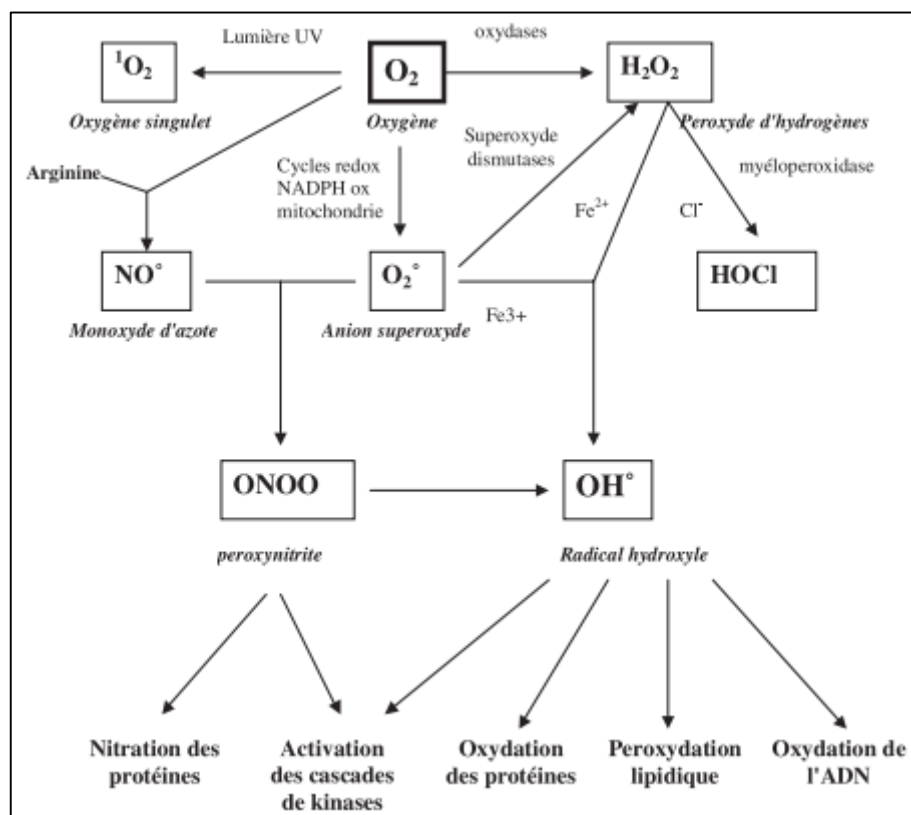 Lumière UV
oxydases
¹O₂
O₂
H₂O₂
Oxygène singulet
Oxygène
Peroxyde d'hydrogènes
Arginine
Cycles redox
NADPH ox
mitochondrie
Superoxyde
dismutases
myéloperoxidase
Fe²⁺
Cl⁻
NO°
O₂°
HOCl
Monoxyde d'azote
Anion superoxyde
Fe3+
ONOO
OH°
peroxynitrite
Radical hydroxyle
Nitration des
protéines
Activation
des cascades
de kinases
Oxydation
des protéines
Peroxydation
lipidique
Oxydation de
l'ADN